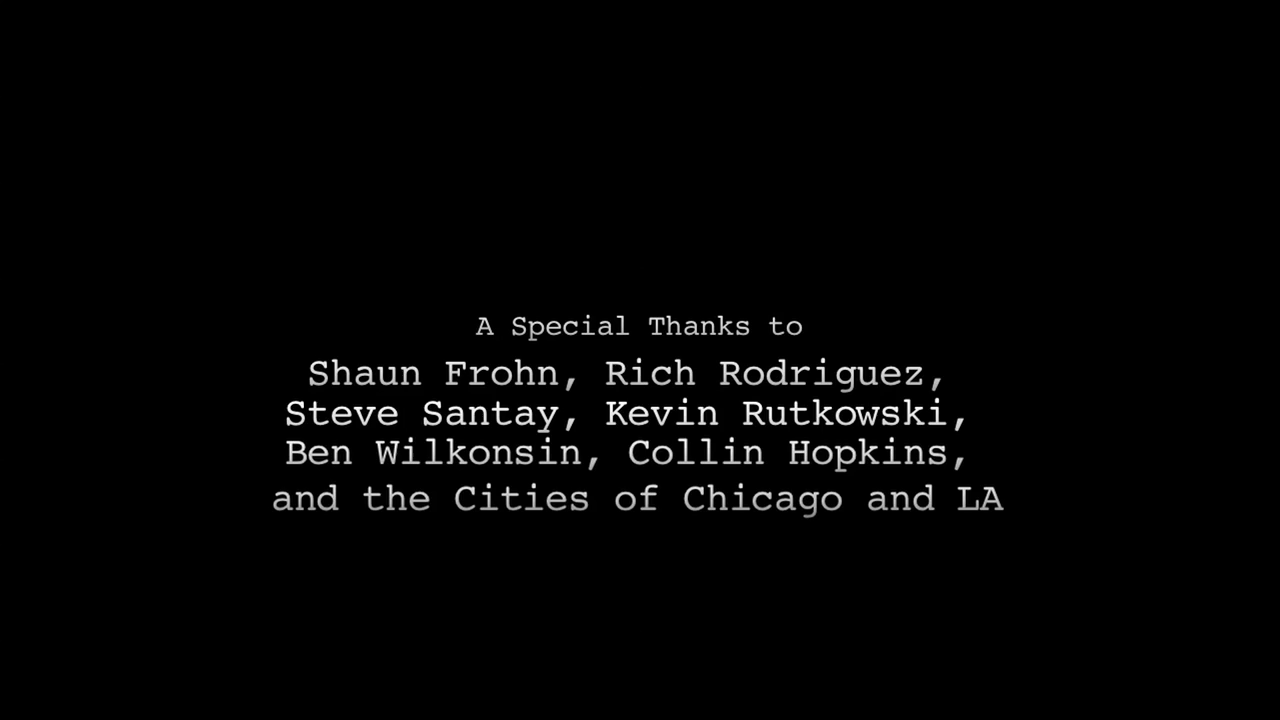 A Special Thanks to
Shaun Frohn, Rich Rodriguez,
Steve Santay, Kevin Rutkowski,
Ben Wilkonsin, Collin Hopkins,
and the Cities of Chicago and LA